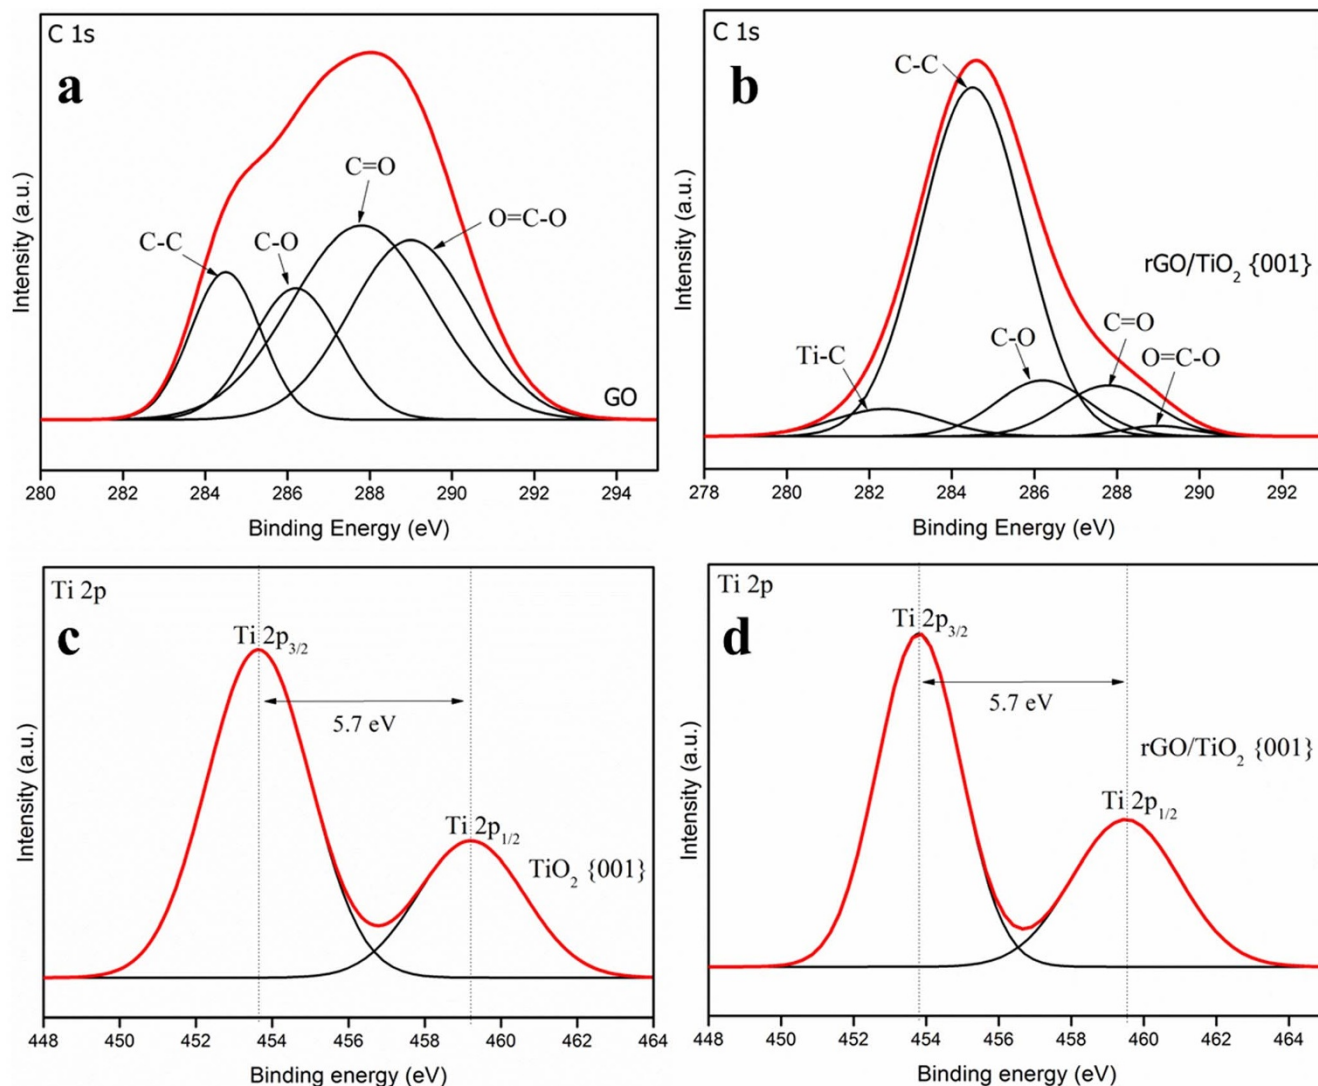 C 1s
a
C=O
O=C-O
C-C
C-O
GO
Intensity (a.u.)
280 282 284 286 288 290 292 294
Binding Energy (eV)
C 1s
b
C-C
rGO/TiO₂ {001}
C=O
C-O
O=C-O
Ti-C
Intensity (a.u.)
278 280 282 284 286 288 290 292
Binding Energy (eV)
Ti 2p
c
Ti 2p₃/₂
5.7 eV
Ti 2p₁/₂
TiO₂ {001}
Intensity (a.u.)
448 450 452 454 456 458 460 462 464
Binding energy (eV)
Ti 2p
d
Ti 2p₃/₂
5.7 eV
rGO/TiO₂ {001}
Ti 2p₁/₂
Intensity (a.u.)
448 450 452 454 456 458 460 462 464
Binding energy (eV)